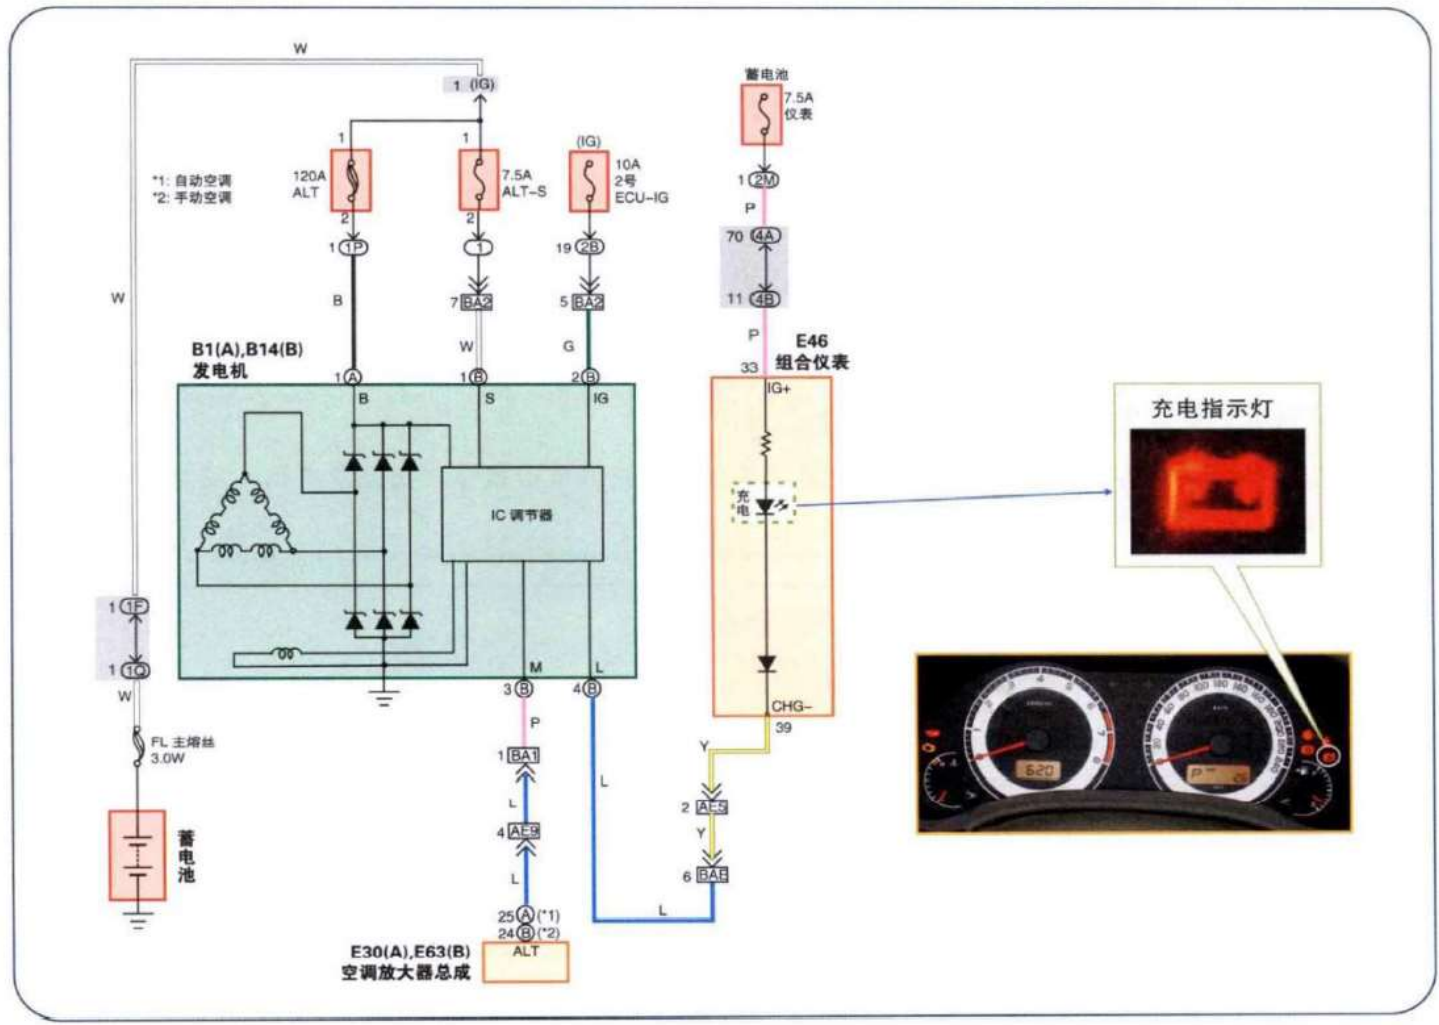 W
1 (IG)
蓄电池
7.5A
仪表
1
1
(IG)
*1: 自动空调
*2: 手动空调
120A
ALT
7.5A
ALT-S
10A
2号
ECU-IG
1 2M
2
2
P
1 1P
1
19 2B
70 4A
W
B
7 BA2
5 BA2
11 4B
W
G
P
B1(A),B14(B)
发电机
E46
组合仪表
1 A
1 B
2 B
33
B
S
IG
IG+
充电指示灯
充电
IC 调节器
1 1F
1 1Q
W
M
L
3 B
4 B
CHG-
39
P
Y
FL 主熔丝
3.0W
1 BA1
L
L
2 AE5
4 AE9
Y
蓄电池
L
6 BAE
L
25 A (*1)
24 B (*2)
E30(A),E63(B)
空调放大器总成
ALT
620